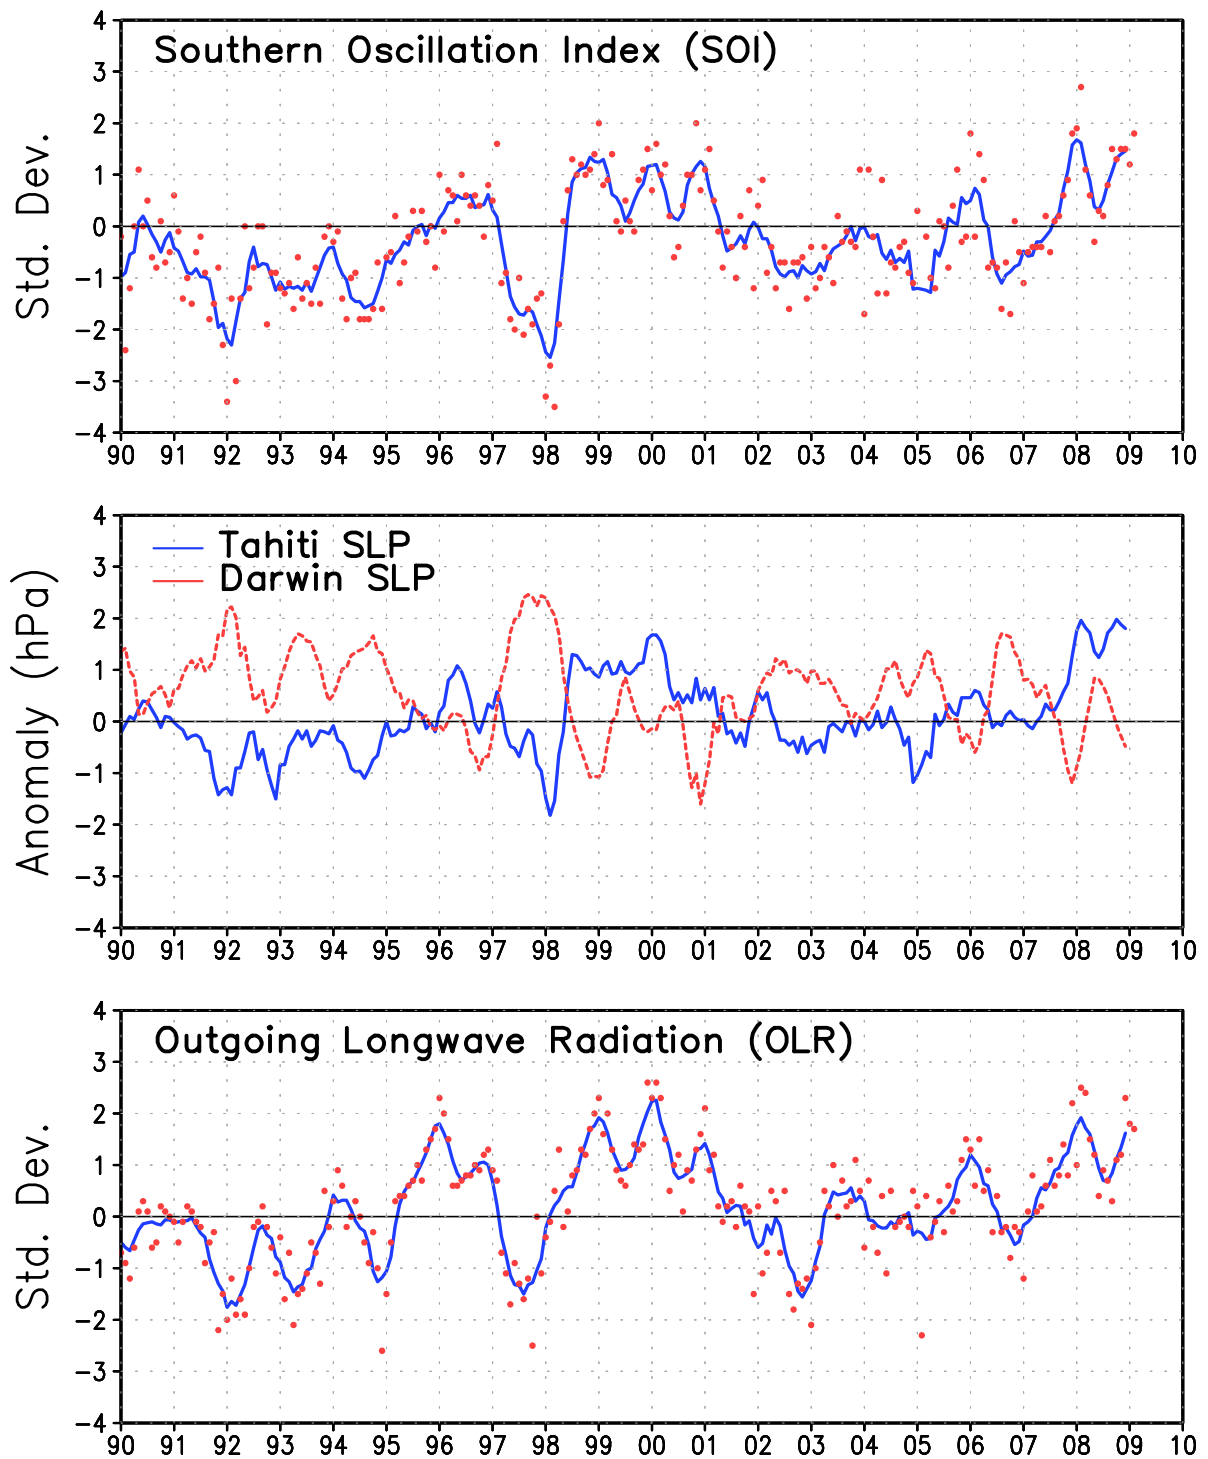 Southern Oscillation Index (SOI)
Std. Dev.
4
3
2
1
0
−1
−2
−3
−4
90 91 92 93 94 95 96 97 98 99 00 01 02 03 04 05 06 07 08 09 10
Tahiti SLP
Darwin SLP
Anomaly (hPa)
4
3
2
1
0
−1
−2
−3
−4
90 91 92 93 94 95 96 97 98 99 00 01 02 03 04 05 06 07 08 09 10
Outgoing Longwave Radiation (OLR)
Std. Dev.
4
3
2
1
0
−1
−2
−3
−4
90 91 92 93 94 95 96 97 98 99 00 01 02 03 04 05 06 07 08 09 10